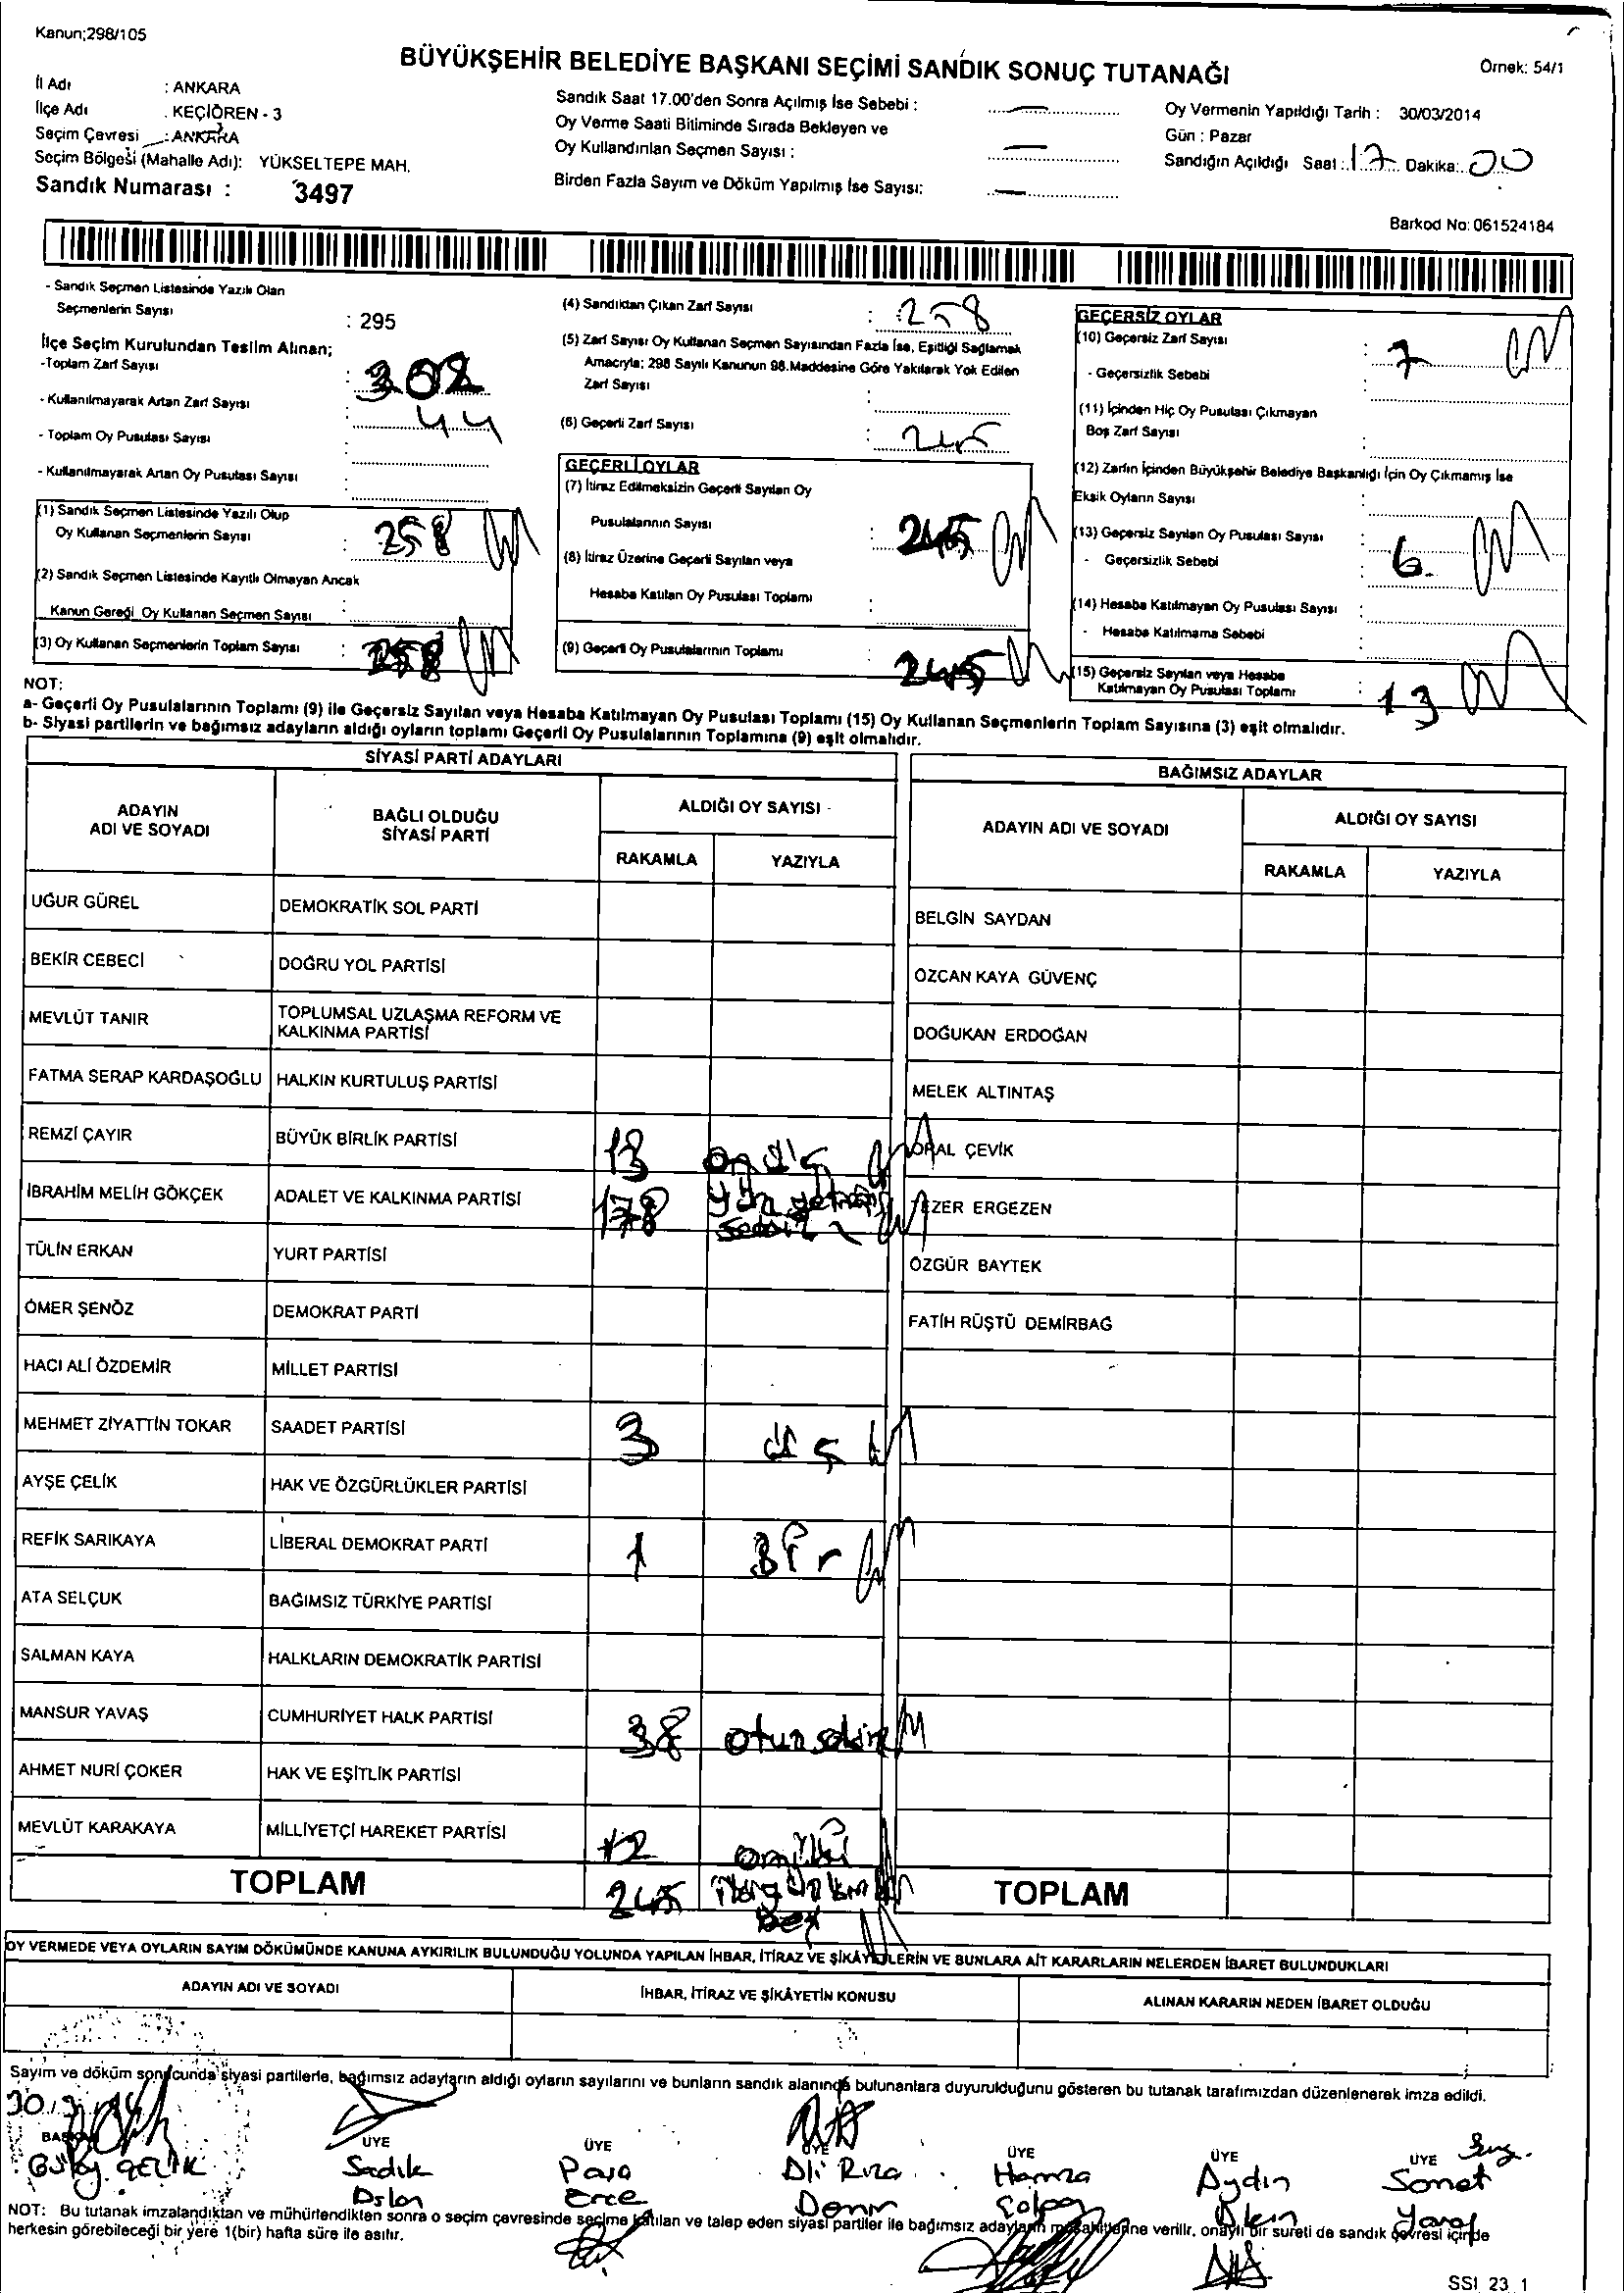 Kanun;298/105
BÜYÜKŞEHİR BELEDİYE BAŞKANI SEÇİMİ SANDIK SONUÇ TUTANAĞI
Örnek: 54/1
İl Adı : ANKARA
İlçe Adı . KEÇİÖREN - 3
Seçim Çevresi : ANKARA
Seçim Bölgesi (Mahalle Adı): YÜKSELTEPE MAH.
Sandık Numarası : 3497
Sandık Saat 17.00'den Sonra Açılmış İse Sebebi :
Oy Verme Saati Bitiminde Sırada Bekleyen ve
Oy Kullandırılan Seçmen Sayısı :
Birden Fazla Sayım ve Döküm Yapılmış İse Sayısı:
Oy Vermenin Yapıldığı Tarih : 30/03/2014
Gün : Pazar
Sandığın Açıldığı Saat : 17 Dakika: 00
Barkod No: 061524184
- Sandık Seçmen Listesinde Yazılı Olan
Seçmenlerin Sayısı : 295
İlçe Seçim Kurulundan Teslim Alınan;
-Toplam Zarf Sayısı : 302
- Kullanılmayarak Artan Zarf Sayısı : 44
- Toplam Oy Pusulası Sayısı :
- Kullanılmayarak Artan Oy Pusulası Sayısı :
(1) Sandık Seçmen Listesinde Yazılı Olup
Oy Kullanan Seçmenlerin Sayısı : 258
(2) Sandık Seçmen Listesinde Kayıtlı Olmayan Ancak
Kanun Gereği Oy Kullanan Seçmen Sayısı :
(3) Oy Kullanan Seçmenlerin Toplam Sayısı : 258
(4) Sandıktan Çıkan Zarf Sayısı : 258
(5) Zarf Sayısı Oy Kullanan Seçmen Sayısından Fazla İse, Eşitliği Sağlamak
Amacıyla; 298 Sayılı Kanunun 98.Maddesine Göre Yakılarak Yok Edilen
Zarf Sayısı :
(6) Geçerli Zarf Sayısı : 245
GEÇERLİ OYLAR
(7) İtiraz Edilmeksizin Geçerli Sayılan Oy
Pusulalarının Sayısı : 245
(8) İtiraz Üzerine Geçerli Sayılan veya
Hesaba Katılan Oy Pusulası Toplamı :
(9) Geçerli Oy Pusulalarının Toplamı : 245
GEÇERSİZ OYLAR
(10) Geçersiz Zarf Sayısı : 7
- Geçersizlik Sebebi
(11) İçinden Hiç Oy Pusulası Çıkmayan
Boş Zarf Sayısı :
(12) Zarfın İçinden Büyükşehir Belediye Başkanlığı İçin Oy Çıkmamış İse
Eksik Oyların Sayısı :
(13) Geçersiz Sayılan Oy Pusulası Sayısı : 6
- Geçersizlik Sebebi
(14) Hesaba Katılmayan Oy Pusulası Sayısı :
- Hesaba Katılmama Sebebi
(15) Geçersiz Sayılan veya Hesaba
Katılmayan Oy Pusulası Toplamı : 13
NOT:
a- Geçerli Oy Pusulalarının Toplamı (9) ile Geçersiz Sayılan veya Hesaba Katılmayan Oy Pusulası Toplamı (15) Oy Kullanan Seçmenlerin Toplam Sayısına (3) eşit olmalıdır.
b- Siyasi partilerin ve bağımsız adayların aldığı oyların toplamı Geçerli Oy Pusulalarının Toplamına (9) eşit olmalıdır.
SİYASİ PARTİ ADAYLARI
ADAYIN ADI VE SOYADI
BAĞLI OLDUĞU SİYASİ PARTİ
ALDIĞI OY SAYISI
RAKAMLA YAZIYLA
UĞUR GÜREL DEMOKRATİK SOL PARTİ
BEKİR CEBECİ DOĞRU YOL PARTİSİ
MEVLÜT TANIR TOPLUMSAL UZLAŞMA REFORM VE KALKINMA PARTİSİ
FATMA SERAP KARDAŞOĞLU HALKIN KURTULUŞ PARTİSİ
REMZİ ÇAYIR BÜYÜK BİRLİK PARTİSİ 13 on üç
İBRAHİM MELİH GÖKÇEK ADALET VE KALKINMA PARTİSİ 178 yüz yetmiş sekiz
TÜLİN ERKAN YURT PARTİSİ
ÖMER ŞENÖZ DEMOKRAT PARTİ
HACI ALİ ÖZDEMİR MİLLET PARTİSİ
MEHMET ZİYATTİN TOKAR SAADET PARTİSİ 3 üç
AYŞE ÇELİK HAK VE ÖZGÜRLÜKLER PARTİSİ
REFİK SARIKAYA LİBERAL DEMOKRAT PARTİ 1 Bir
ATA SELÇUK BAĞIMSIZ TÜRKİYE PARTİSİ
SALMAN KAYA HALKLARIN DEMOKRATİK PARTİSİ
MANSUR YAVAŞ CUMHURİYET HALK PARTİSİ 38
AHMET NURİ ÇOKER HAK VE EŞİTLİK PARTİSİ
MEVLÜT KARAKAYA MİLLİYETÇİ HAREKET PARTİSİ 12 on iki
TOPLAM 245
BAĞIMSIZ ADAYLAR
ADAYIN ADI VE SOYADI
ALDIĞI OY SAYISI
RAKAMLA YAZIYLA
BELGİN SAYDAN
ÖZCAN KAYA GÜVENÇ
DOĞUKAN ERDOĞAN
MELEK ALTINTAŞ
ORAL ÇEVİK
EZER ERGEZEN
ÖZGÜR BAYTEK
FATİH RÜŞTÜ DEMİRBAĞ
TOPLAM
OY VERMEDE VEYA OYLARIN SAYIM DÖKÜMÜNDE KANUNA AYKIRILIK BULUNDUĞU YOLUNDA YAPILAN İHBAR, İTİRAZ VE ŞİKAYETLERİN VE BUNLARA AİT KARARLARIN NELERDEN İBARET BULUNDUKLARI
ADAYIN ADI VE SOYADI
İHBAR, İTİRAZ VE ŞİKÂYETİN KONUSU
ALINAN KARARIN NEDEN İBARET OLDUĞU
Sayım ve döküm sonucunda siyasi partilerle, bağımsız adayların aldığı oyların sayılarını ve bunların sandık alanında bulunanlara duyurulduğunu gösteren bu tutanak tarafımızdan düzenlenerek imza edildi.
BAŞKAN ÜYE ÜYE ÜYE ÜYE ÜYE ÜYE
ÇELİK Sadık Ali Rıza Hamza Aydın Samet
Aslan Erce
NOT: Bu tutanak imzalandıktan ve mühürlendikten sonra o seçim çevresinde seçime katılan ve talep eden siyasi partiler ile bağımsız adayların müşahitlerine verilir, onaylı bir sureti de sandık çevresi içinde
herkesin görebileceği bir yere 1(bir) hafta süre ile asılır.
SSI 23 1